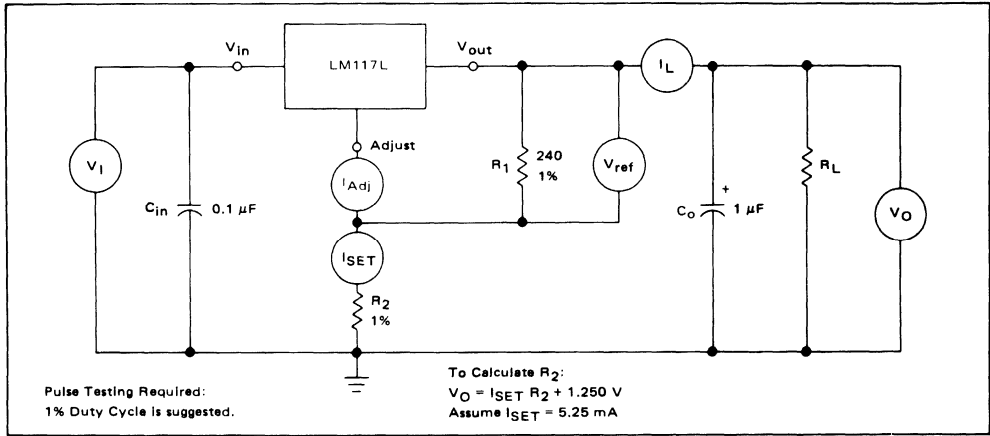 Vin
LM117L
Vout
IL
Adjust
VI
IAdj
R1
240
1%
Vref
RL
Cin
0.1 µF
+
Co
1 µF
VO
ISET
R2
1%
To Calculate R2:
Pulse Testing Required:
VO = ISET R2 + 1.250 V
1% Duty Cycle is suggested.
Assume ISET = 5.25 mA